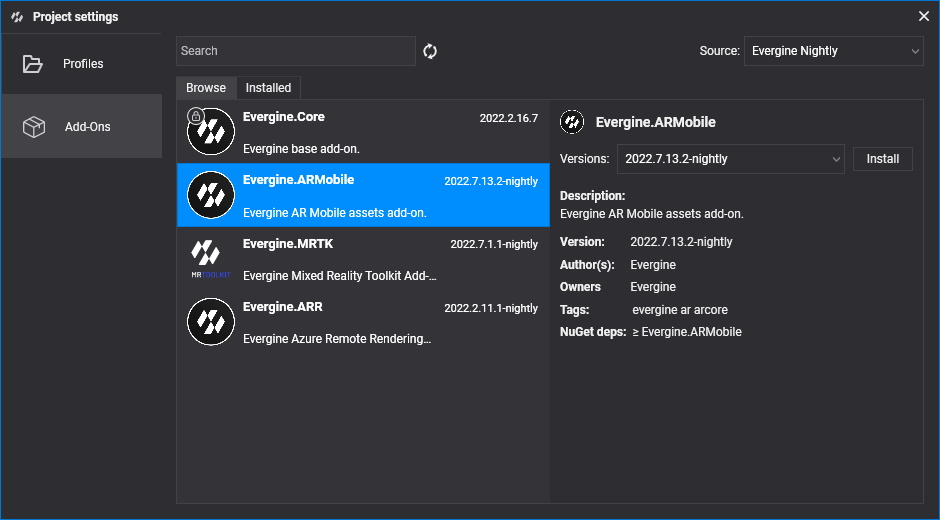 Project settings
Profiles
Add-Ons
Search
Source: Evergine Nightly
Browse Installed
Evergine.Core 2022.2.16.7
Evergine base add-on.
Evergine.ARMobile 2022.7.13.2-nightly
Evergine AR Mobile assets add-on.
MRTOOLKIT
Evergine.MRTK 2022.7.1.1-nightly
Evergine Mixed Reality Toolkit Add-...
Evergine.ARR 2022.2.11.1-nightly
Evergine Azure Remote Rendering...
Evergine.ARMobile
Versions: 2022.7.13.2-nightly Install
Description:
Evergine AR Mobile assets add-on.
Version: 2022.7.13.2-nightly
Author(s): Evergine
Owners Evergine
Tags: evergine ar arcore
NuGet deps: ≥ Evergine.ARMobile